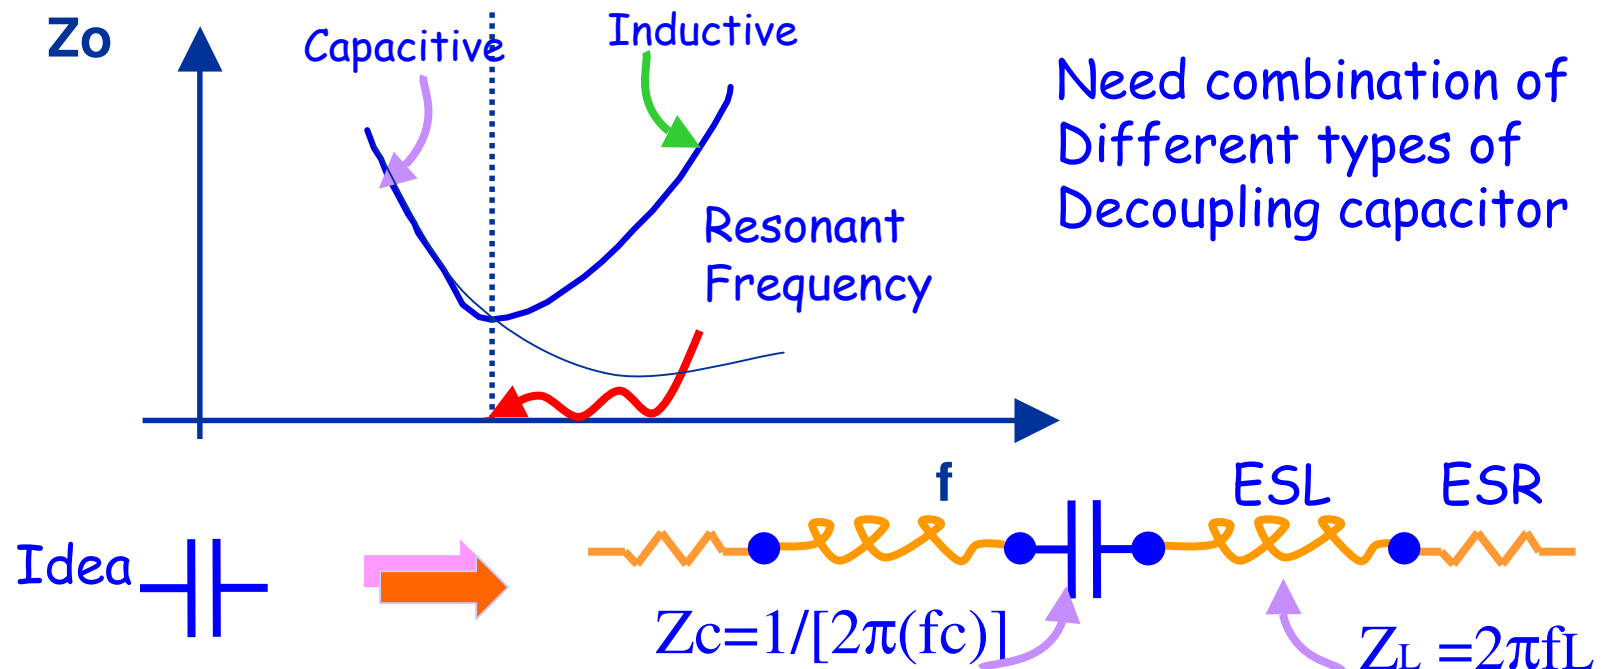 Zo
Capacitive
Inductive
Need combination of
Different types of
Decoupling capacitor
Resonant
Frequency
f
ESL
ESR
Idea
Zc=1/[2π(fc)]
ZL =2πfL